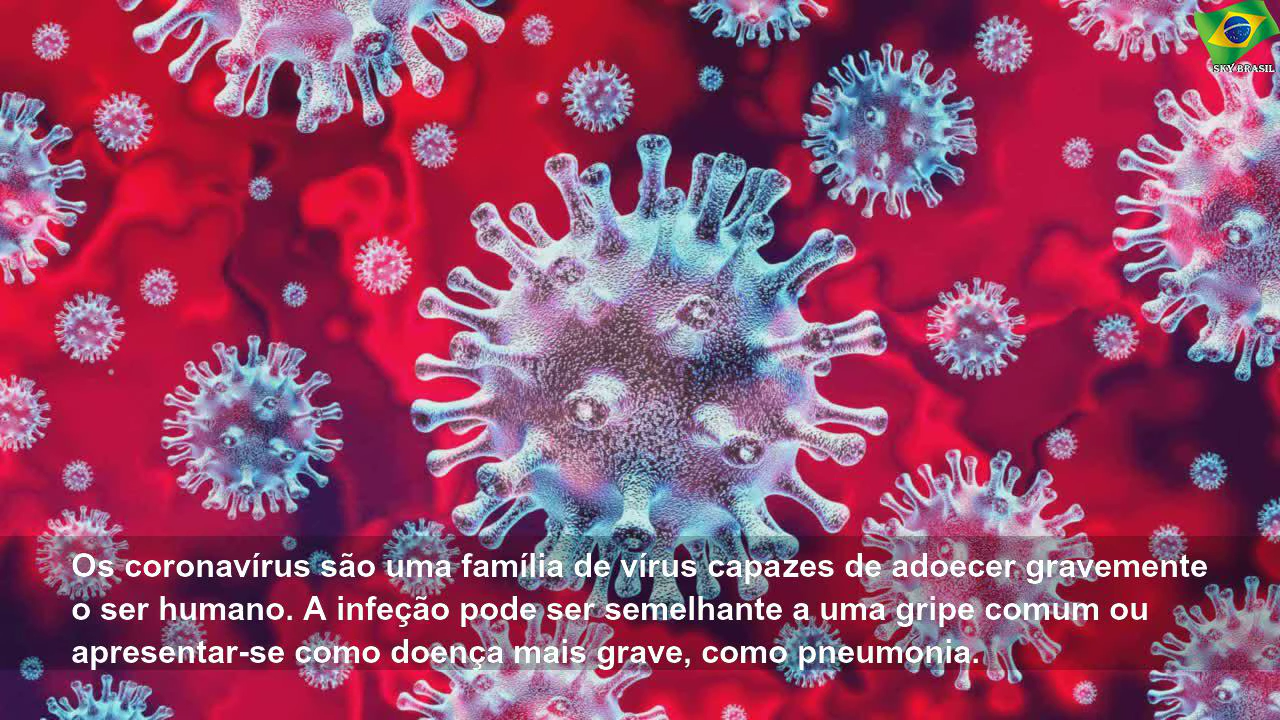 SKY BRASIL
Os coronavírus são uma família de vírus capazes de adoecer gravemente
o ser humano. A infeção pode ser semelhante a uma gripe comum ou
apresentar-se como doença mais grave, como pneumonia.